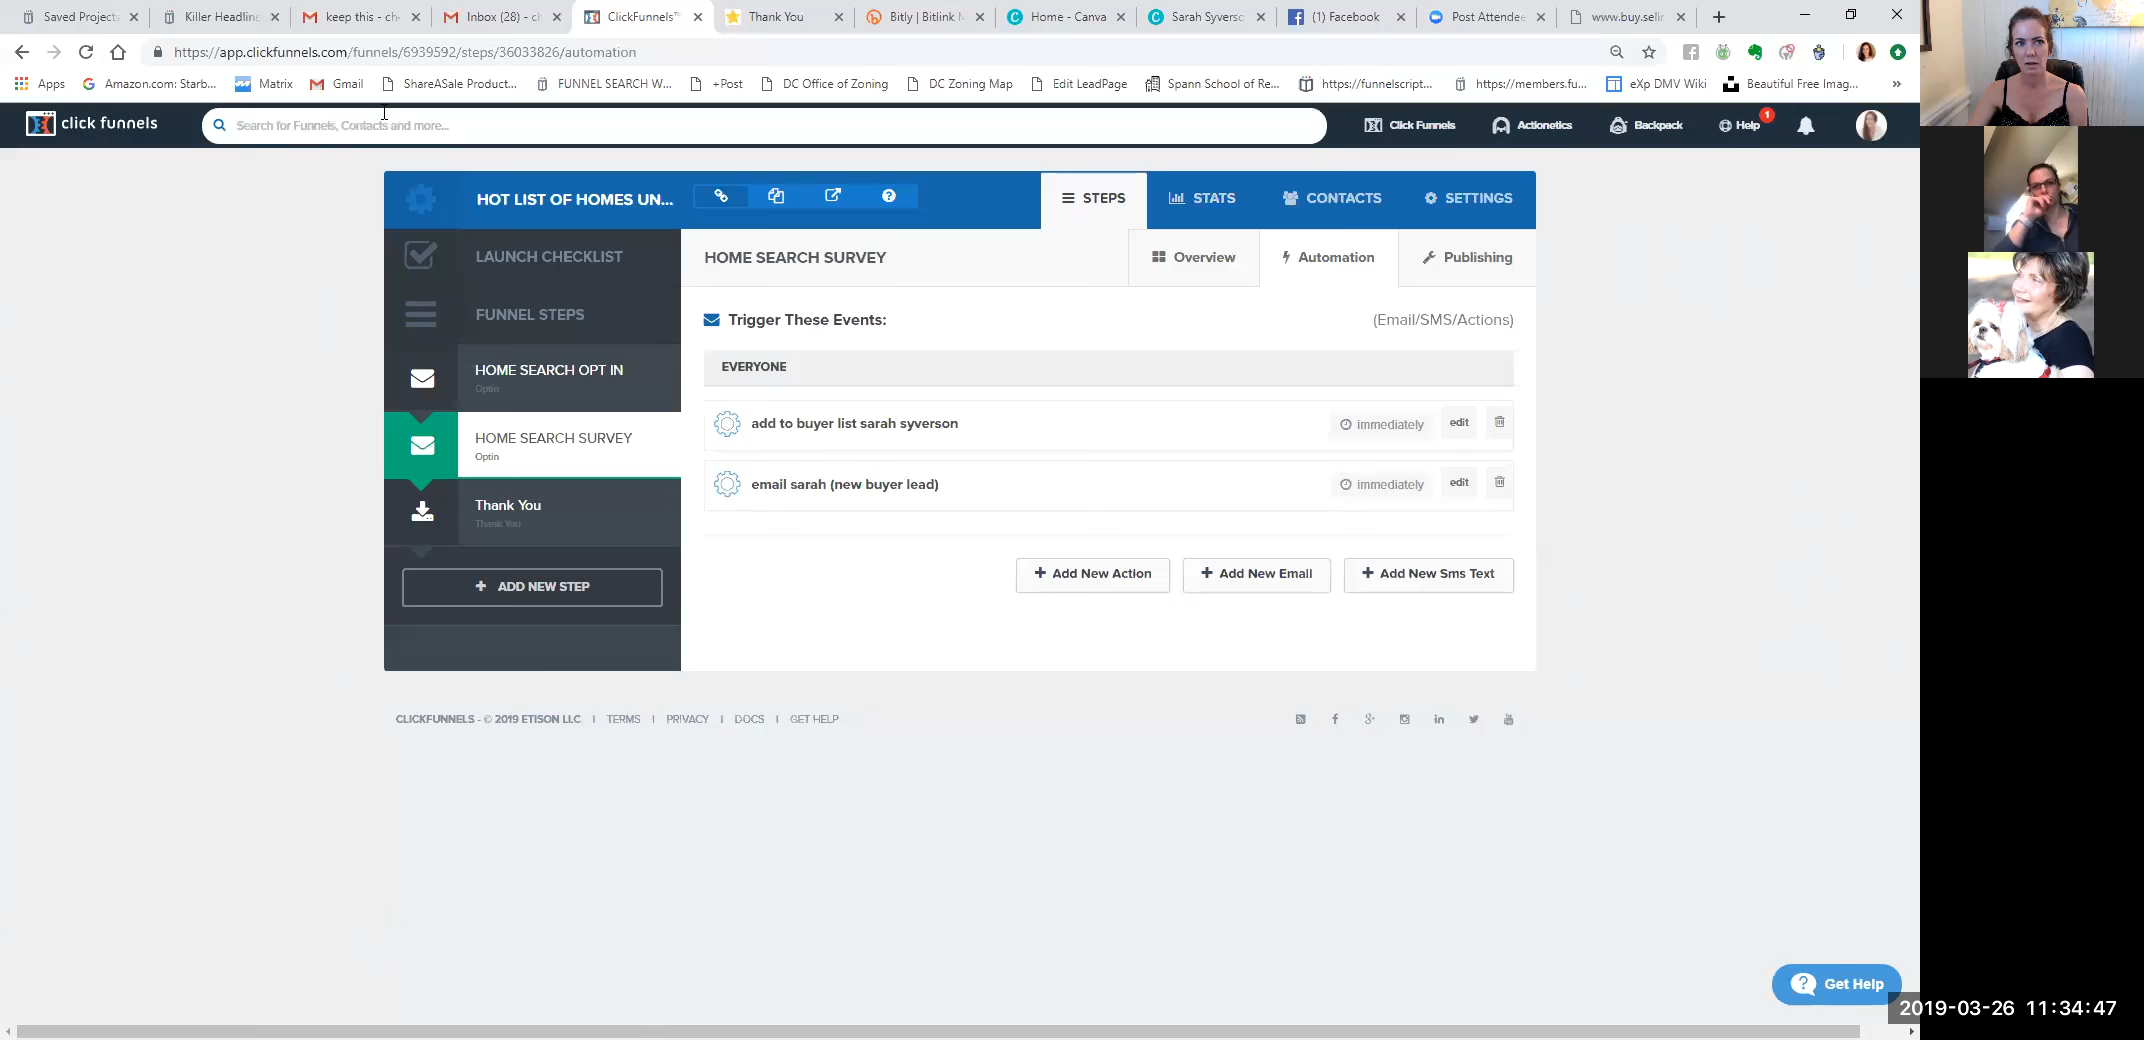 Saved Projects
Killer Headline
keep this - ch
Inbox (28) - ch
ClickFunnels™
Thank You
Bitly | Bitlink M
Home - Canva
Sarah Syverso
(1) Facebook
Post Attendee
www.buy.sellin
https://app.clickfunnels.com/funnels/6939592/steps/36033826/automation
Apps
Amazon.com: Starb...
Matrix
Gmail
ShareASale Product...
FUNNEL SEARCH W...
+Post
DC Office of Zoning
DC Zoning Map
Edit LeadPage
Spann School of Re...
https://funnelscript...
https://members.fu...
eXp DMV Wiki
Beautiful Free Imag...
»
click funnels
Search for Funnels, Contacts and more...
Click Funnels
Actionetics
Backpack
Help
1
HOT LIST OF HOMES UN...
STEPS
STATS
CONTACTS
SETTINGS
LAUNCH CHECKLIST
FUNNEL STEPS
HOME SEARCH OPT IN
Optin
HOME SEARCH SURVEY
Optin
Thank You
Thank You
+ ADD NEW STEP
HOME SEARCH SURVEY
Overview
Automation
Publishing
Trigger These Events:
(Email/SMS/Actions)
EVERYONE
add to buyer list sarah syverson
immediately
edit
email sarah (new buyer lead)
immediately
edit
+ Add New Action
+ Add New Email
+ Add New Sms Text
CLICKFUNNELS - © 2019 ETISON LLC | TERMS | PRIVACY | DOCS | GET HELP
Get Help
2019-03-26 11:34:47